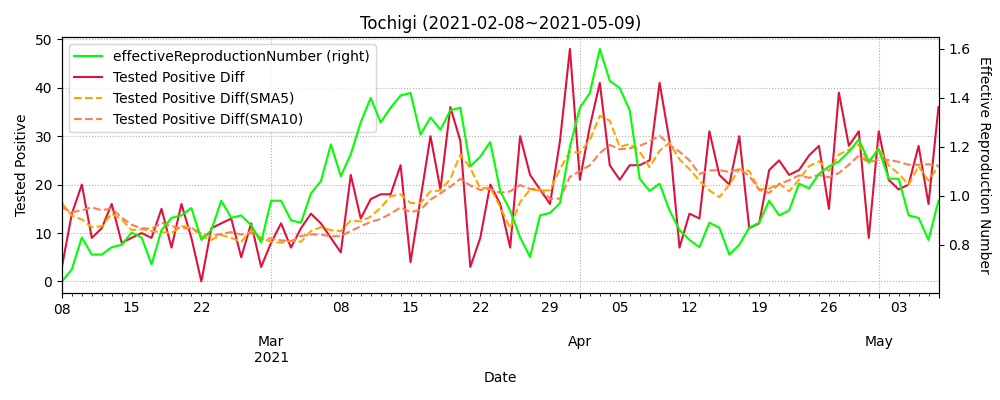 Tochigi (2021-02-08~2021-05-09)
effectiveReproductionNumber (right)
Tested Positive Diff
Tested Positive Diff(SMA5)
Tested Positive Diff(SMA10)
Tested Positive
50
40
30
20
10
0
1.6
1.4
1.2
1.0
0.8
Effective Reproduction Number
08 15 22 08 15 22 29 05 12 19 26 03
Mar Apr May
2021
Date